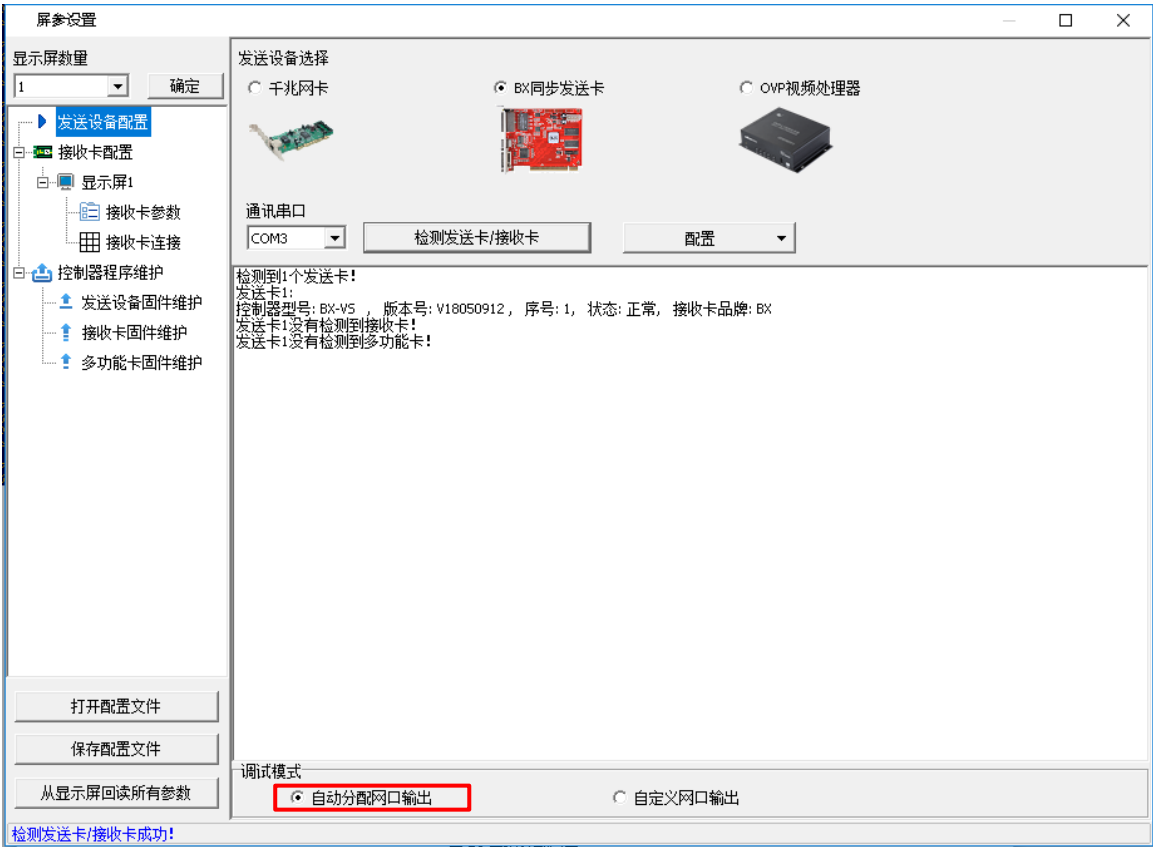 屏参设置
显示屏数量
1
确定
发送设备配置
接收卡配置
显示屏1
接收卡参数
接收卡连接
控制器程序维护
发送设备固件维护
接收卡固件维护
多功能卡固件维护
打开配置文件
保存配置文件
从显示屏回读所有参数
发送设备选择
千兆网卡
BX同步发送卡
OVP视频处理器
通讯串口
COM3
检测发送卡/接收卡
配置
检测到1个发送卡!
发送卡1:
控制器型号:BX-VS , 版本号:V18050912, 序号:1, 状态:正常, 接收卡品牌:BX
发送卡1没有检测到接收卡!
发送卡1没有检测到多功能卡!
调试模式
自动分配网口输出
自定义网口输出
检测发送卡/接收卡成功!